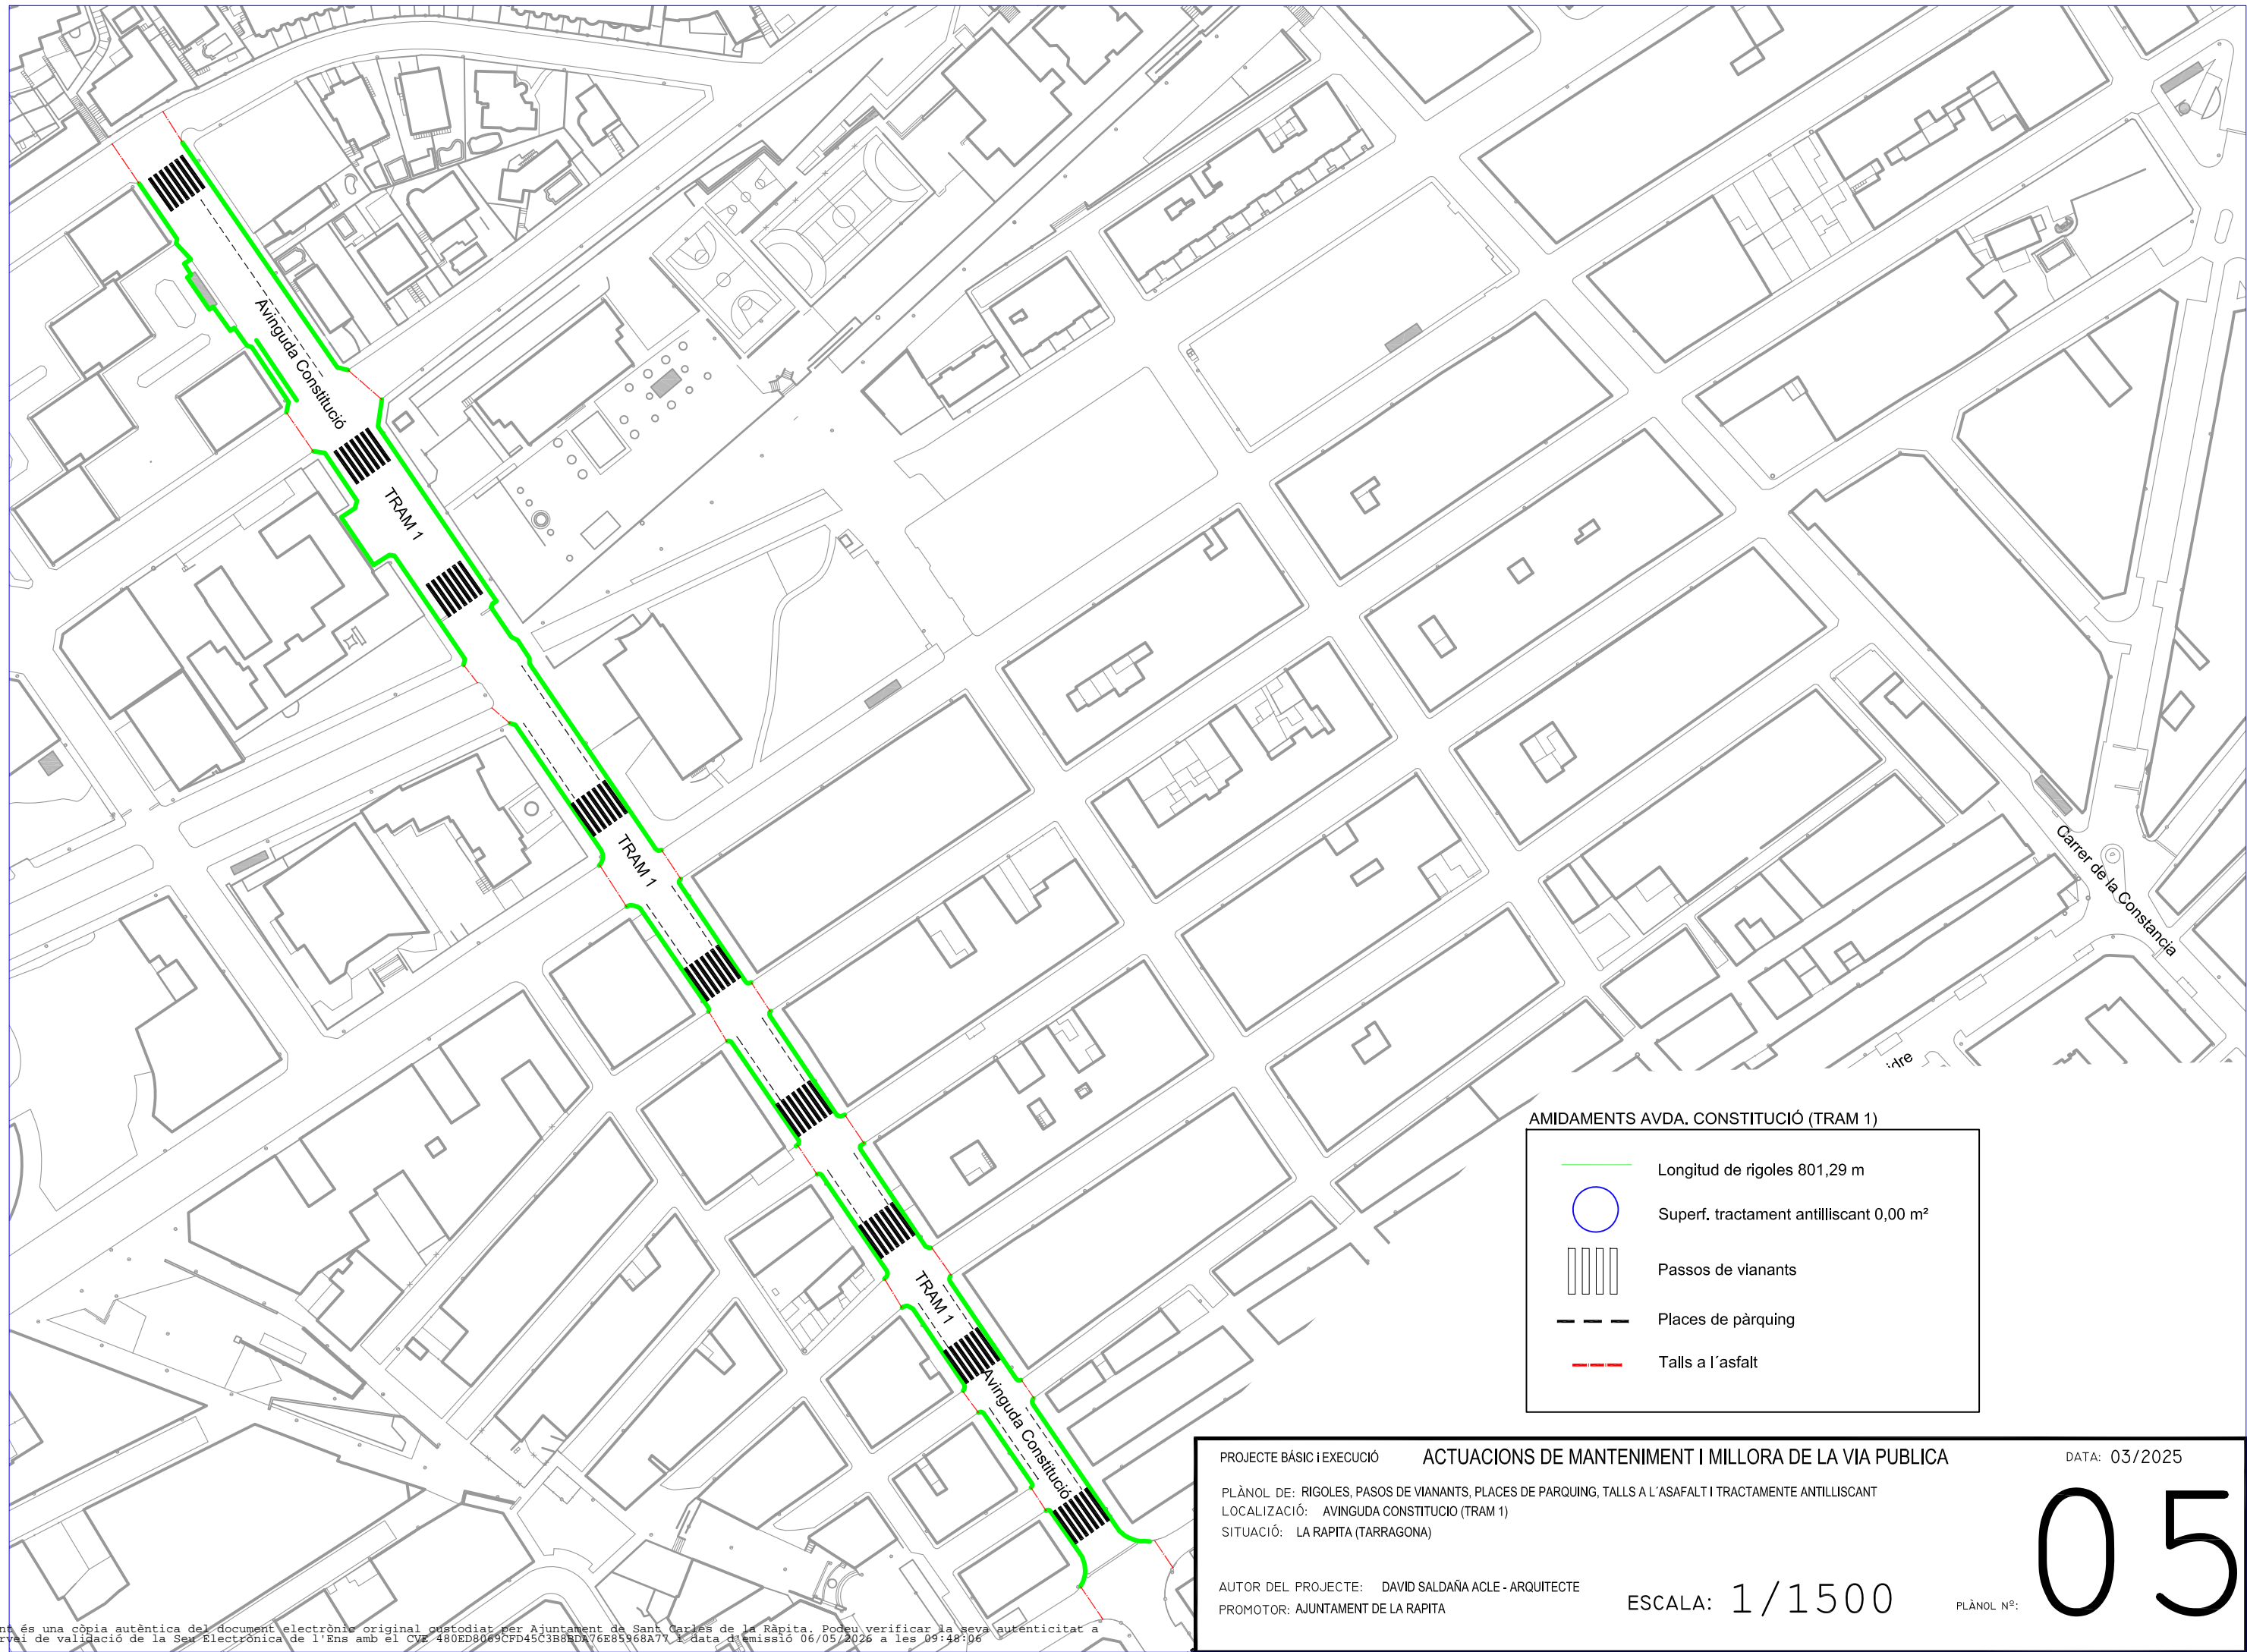 Avinguda Constitució
TRAM 1
TRAM 1
TRAM 1
Avinguda Constitució
Carrer de la Constancia
idre
AMIDAMENTS AVDA. CONSTITUCIÓ (TRAM 1)
Longitud de rigoles 801,29 m
Superf. tractament antilliscant 0,00 m²
Passos de vianants
Places de pàrquing
Talls a l´asfalt
PROJECTE BÁSIC i EXECUCIÓ ACTUACIONS DE MANTENIMENT I MILLORA DE LA VIA PUBLICA DATA: 03/2025
PLÀNOL DE: RIGOLES, PASOS DE VIANANTS, PLACES DE PARQUING, TALLS A L´ASAFALT I TRACTAMENTE ANTILLISCANT
LOCALIZACIÓ: AVINGUDA CONSTITUCIO (TRAM 1)
SITUACIÓ: LA RAPITA (TARRAGONA)
AUTOR DEL PROJECTE: DAVID SALDAÑA ACLE - ARQUITECTE
PROMOTOR: AJUNTAMENT DE LA RAPITA
ESCALA: 1/1500
PLÀNOL Nº: 05
nt és una còpia autèntica del document electrònic original custodiat per Ajuntament de Sant Carles de la Ràpita. Podeu verificar la seva autenticitat a
rvei de validació de la Seu Electrònica de l'Ens amb el CVE 480ED8069CFD45C3B8BDA76E85968A77 i data d'emissió 06/05/2026 a les 09:48:06